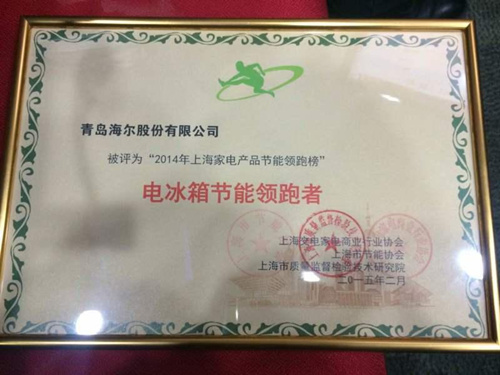 青岛海尔股份有限公司
被评为“2014年上海家电产品节能领跑榜”
电冰箱节能领跑者
上海交电家电商业行业协会
上海市节能协会
上海市质量监督检验技术研究院
二〇一五年二月